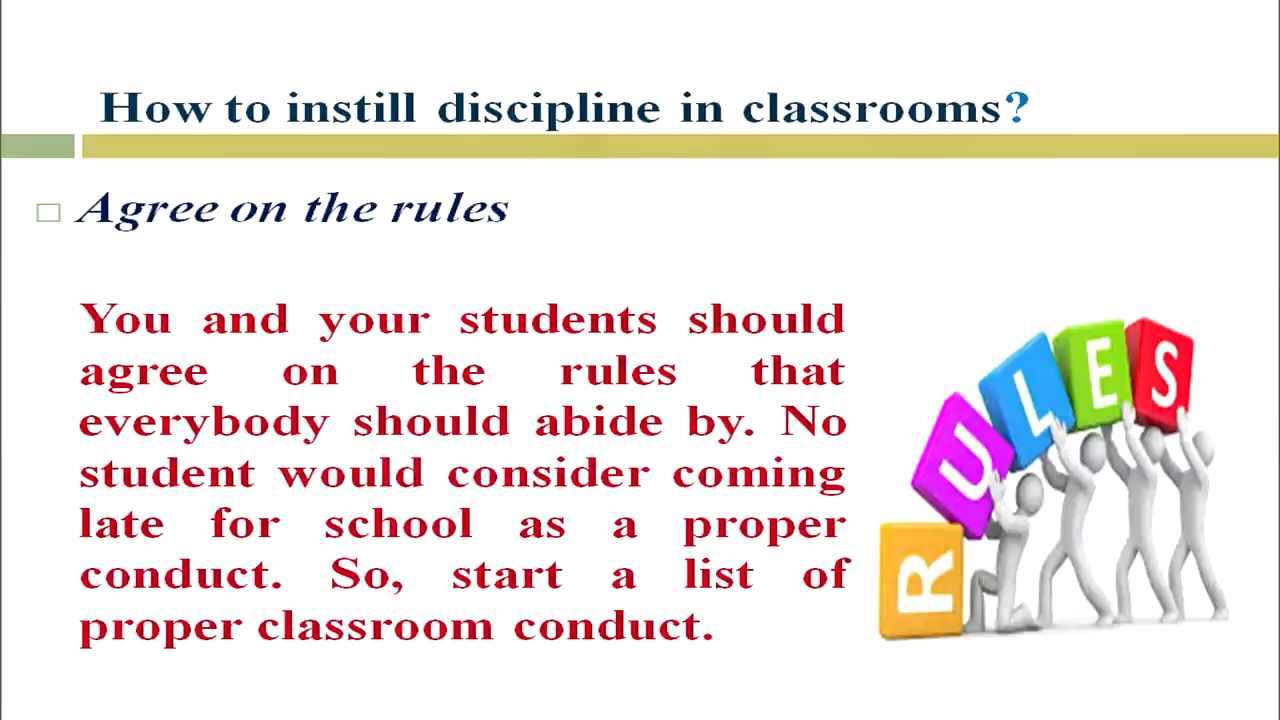 How to instill discipline in classrooms?
Agree on the rules
You and your students should
agree on the rules that
everybody should abide by. No
student would consider coming
late for school as a proper
conduct. So, start a list of
proper classroom conduct.
RULES